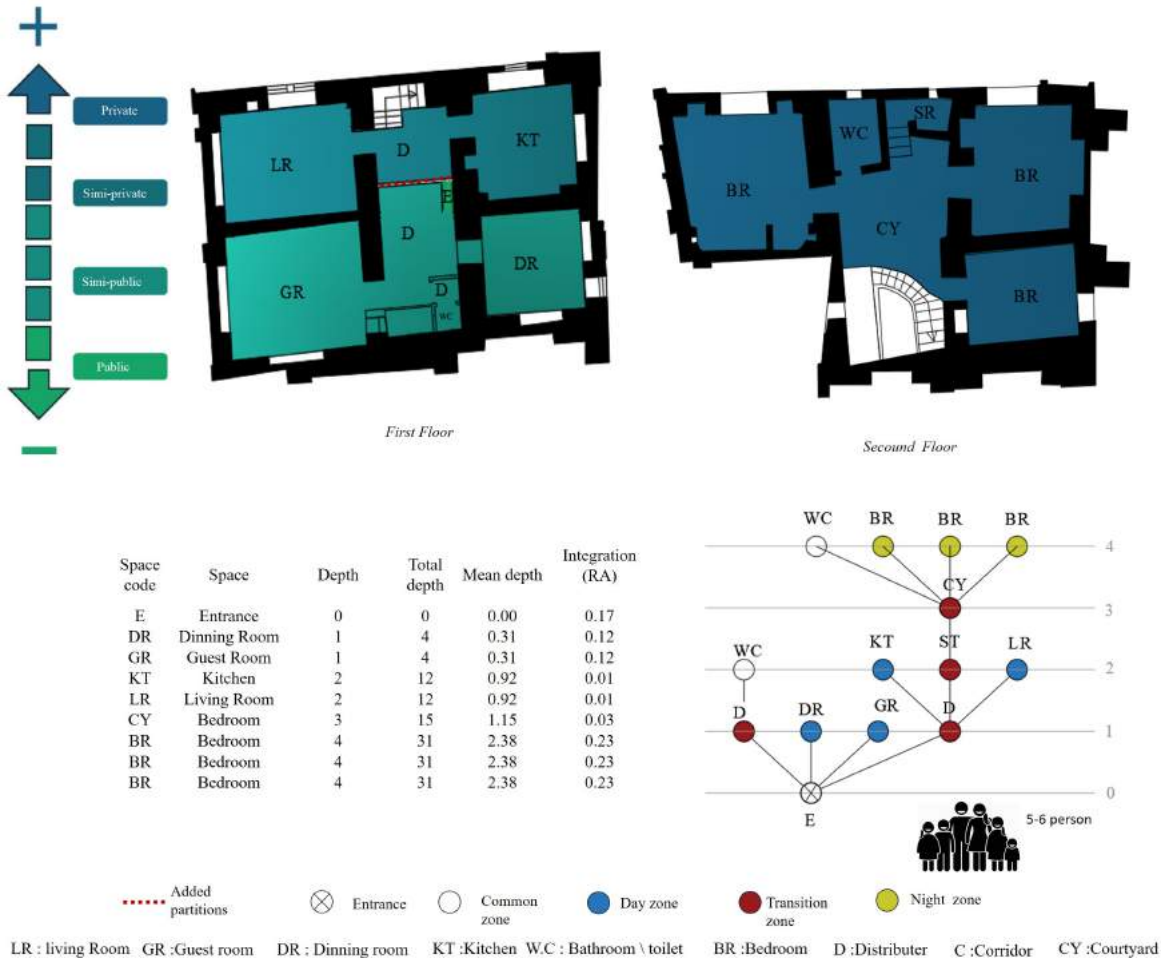 Private
Simi-private
Simi-public
Public
LR
D
KT
E
D
GR
DR
D
WC
First Floor
BR
WC
SR
BR
CY
BR
Secound Floor
Space code Space Depth Total depth Mean depth Integration (RA)
E Entrance 0 0 0.00 0.17
DR Dinning Room 1 4 0.31 0.12
GR Guest Room 1 4 0.31 0.12
KT Kitchen 2 12 0.92 0.01
LR Living Room 2 12 0.92 0.01
CY Bedroom 3 15 1.15 0.03
BR Bedroom 4 31 2.38 0.23
BR Bedroom 4 31 2.38 0.23
BR Bedroom 4 31 2.38 0.23
WC BR BR BR
4
CY
3
WC KT ST LR
2
D DR GR D
1
0
E
5-6 person
Added partitions
Entrance
Common zone
Day zone
Transition zone
Night zone
LR : living Room GR :Guest room DR : Dinning room KT :Kitchen W.C : Bathroom \ toilet BR :Bedroom D :Distributer C :Corridor CY :Courtyard